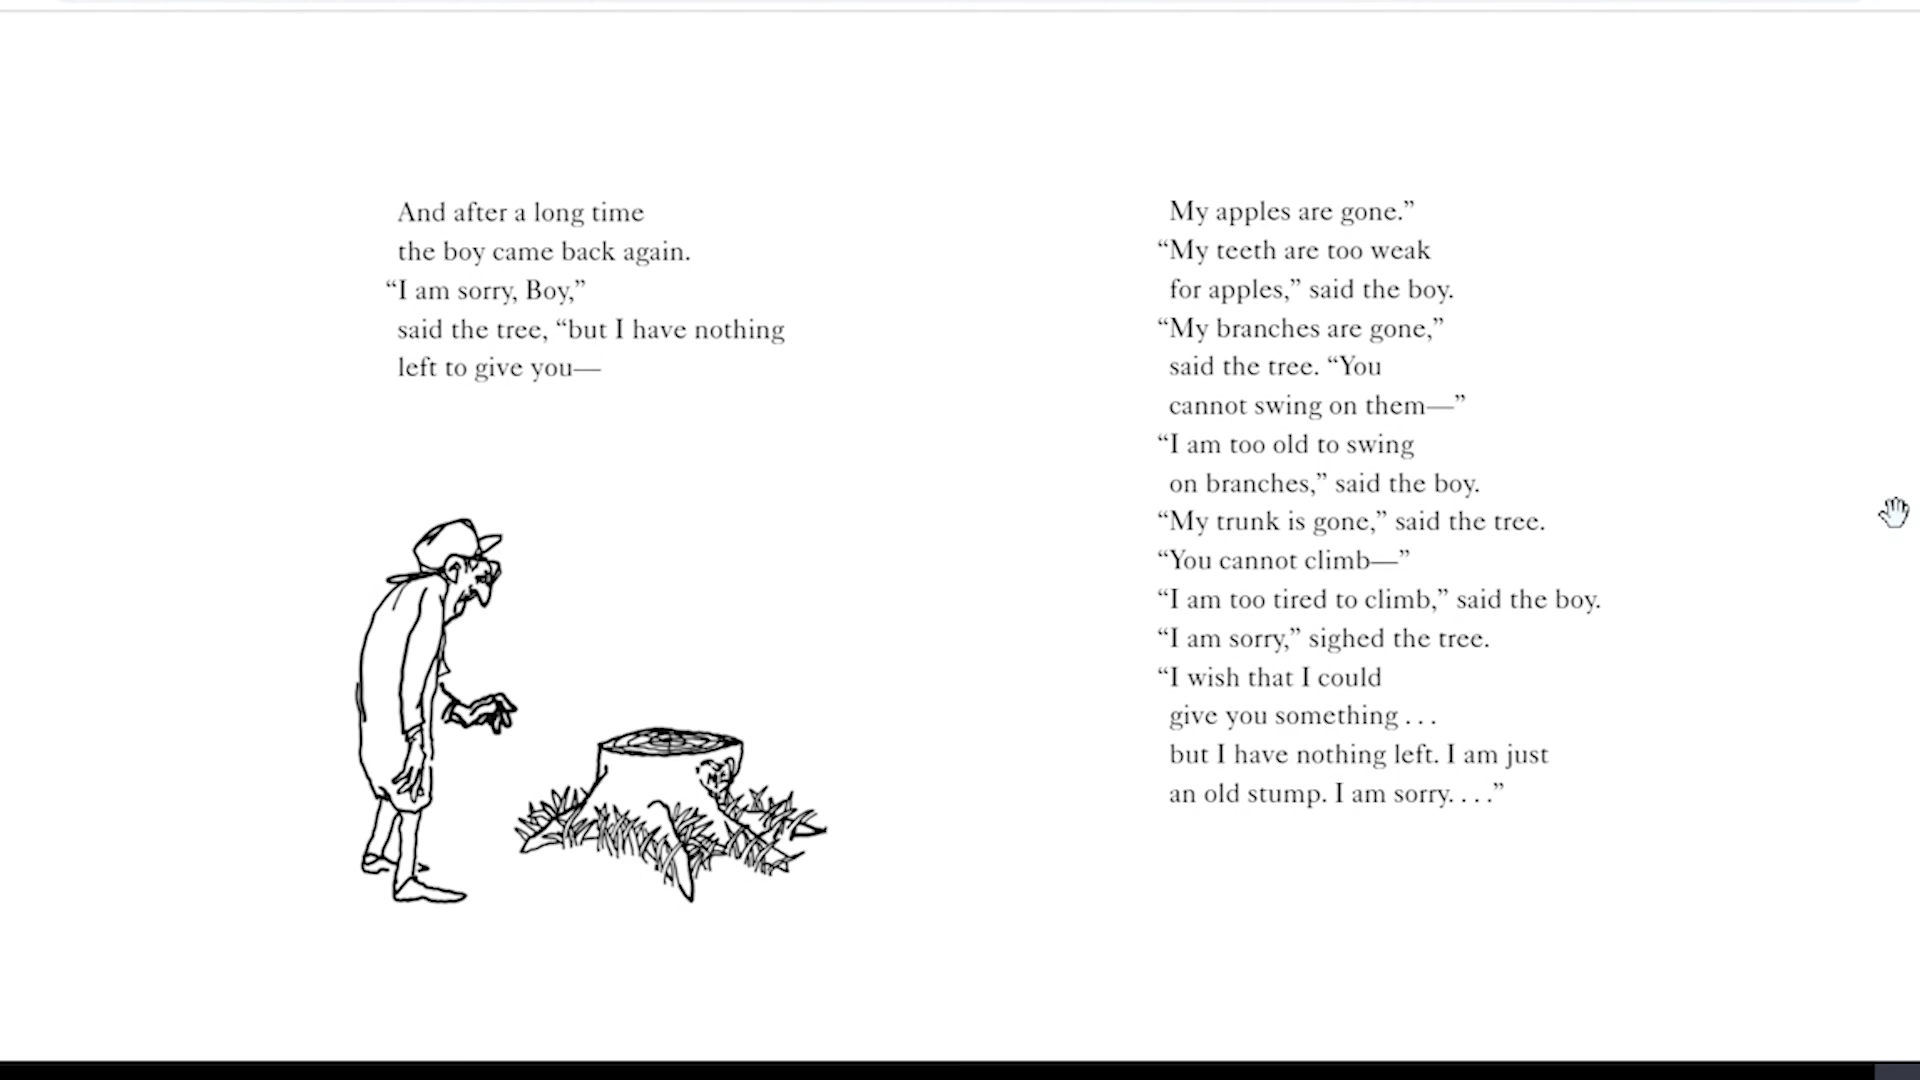 And after a long time
the boy came back again.
“I am sorry, Boy,”
said the tree, “but I have nothing
left to give you—
My apples are gone.”
“My teeth are too weak
for apples,” said the boy.
“My branches are gone,”
said the tree. “You
cannot swing on them—”
“I am too old to swing
on branches,” said the boy.
“My trunk is gone,” said the tree.
“You cannot climb—”
“I am too tired to climb,” said the boy.
“I am sorry,” sighed the tree.
“I wish that I could
give you something . . .
but I have nothing left. I am just
an old stump. I am sorry. . . .”